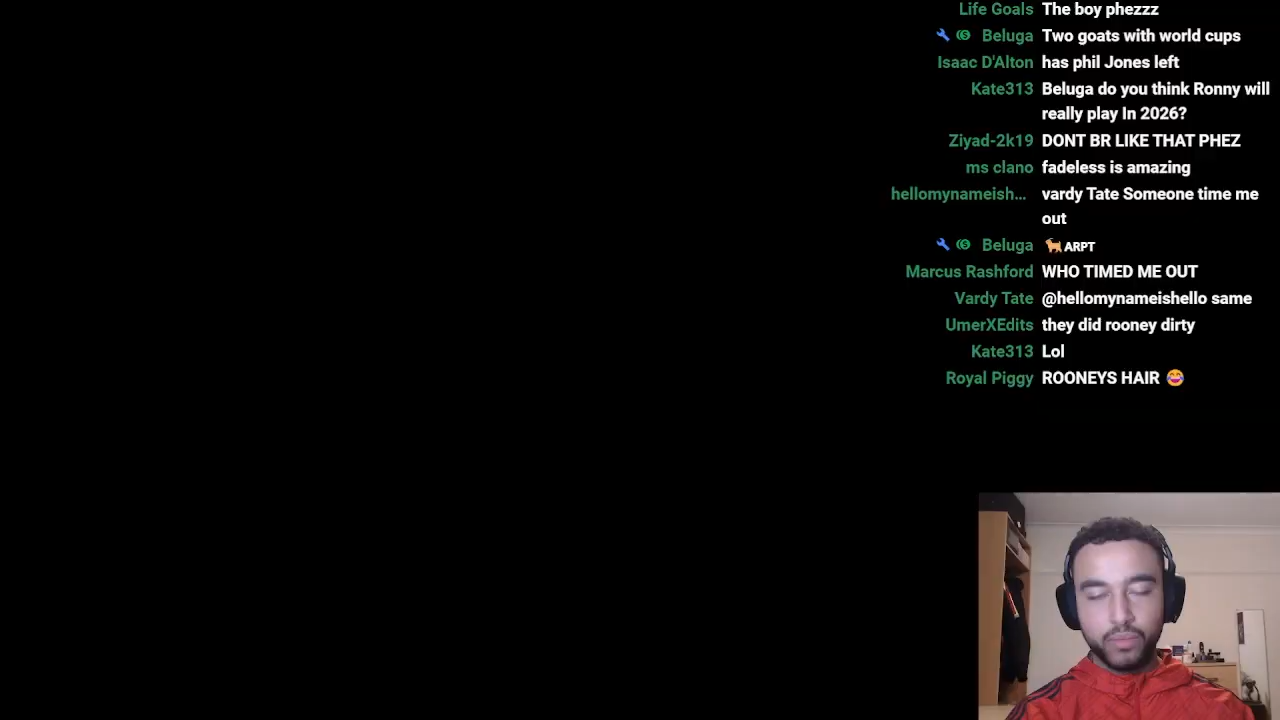 Life Goals The boy phezzz
Beluga Two goats with world cups
Isaac D'Alton has phil Jones left
Kate313 Beluga do you think Ronny will
really play In 2026?
Ziyad-2k19 DONT BR LIKE THAT PHEZ
ms clano fadeless is amazing
hellomynameish... vardy Tate Someone time me
out
Beluga 🐐 ARPT
Marcus Rashford WHO TIMED ME OUT
Vardy Tate @hellomynameishello same
UmerXEdits they did rooney dirty
Kate313 Lol
Royal Piggy ROONEYS HAIR 😂